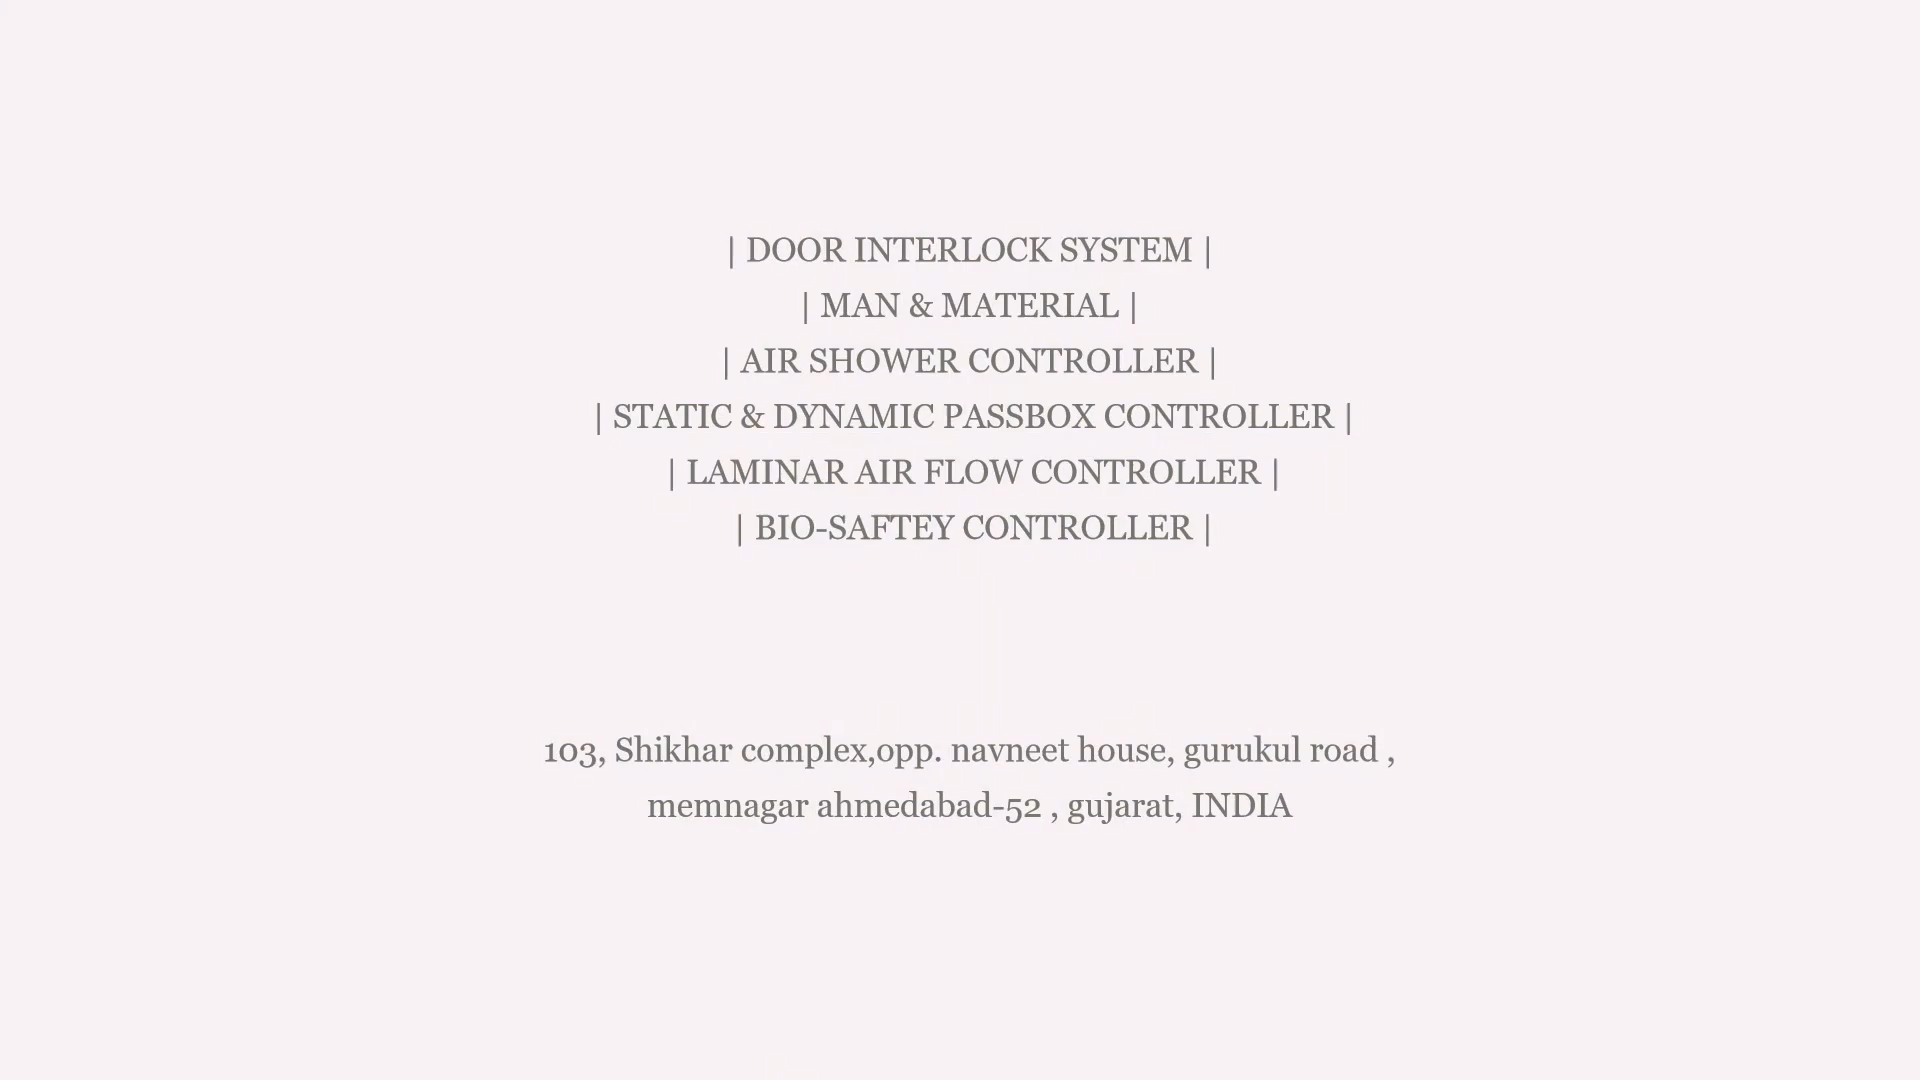 | DOOR INTERLOCK SYSTEM |
| MAN & MATERIAL |
| AIR SHOWER CONTROLLER |
| STATIC & DYNAMIC PASSBOX CONTROLLER |
| LAMINAR AIR FLOW CONTROLLER |
| BIO-SAFTEY CONTROLLER |
103, Shikhar complex,opp. navneet house, gurukul road ,
memnagar ahmedabad-52 , gujarat, INDIA